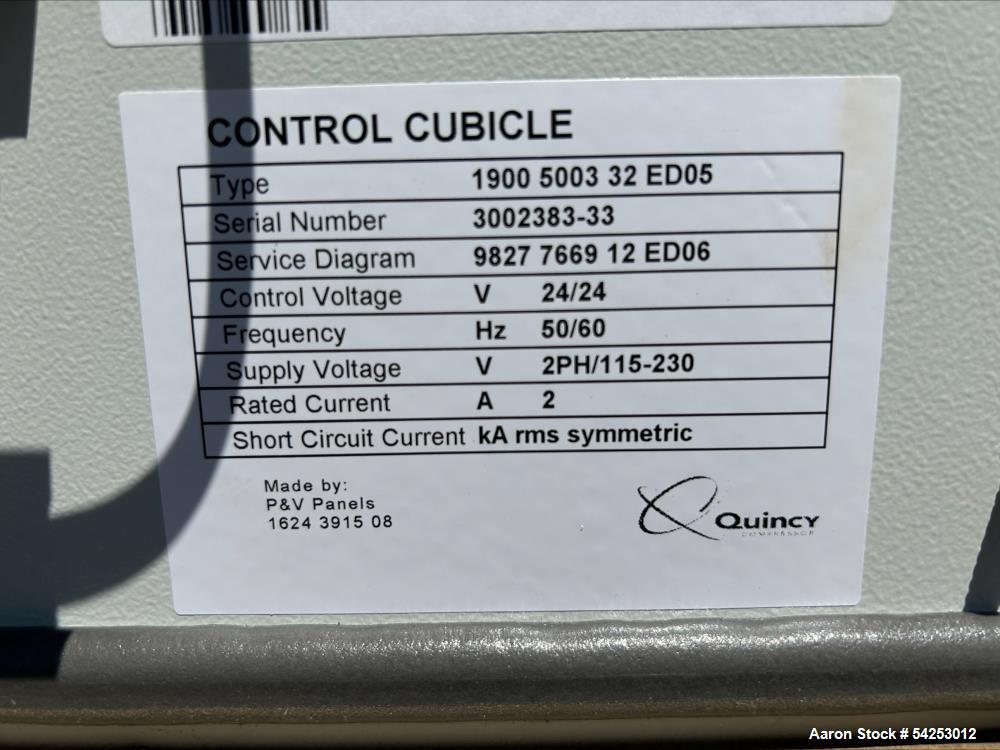 CONTROL CUBICLE
Type 1900 5003 32 ED05
Serial Number 3002383-33
Service Diagram 9827 7669 12 ED06
Control Voltage V 24/24
Frequency Hz 50/60
Supply Voltage V 2PH/115-230
Rated Current A 2
Short Circuit Current kA rms symmetric
Made by:
P&V Panels
1624 3915 08
Quincy
COMPRESSOR
Aaron Stock # 54253012